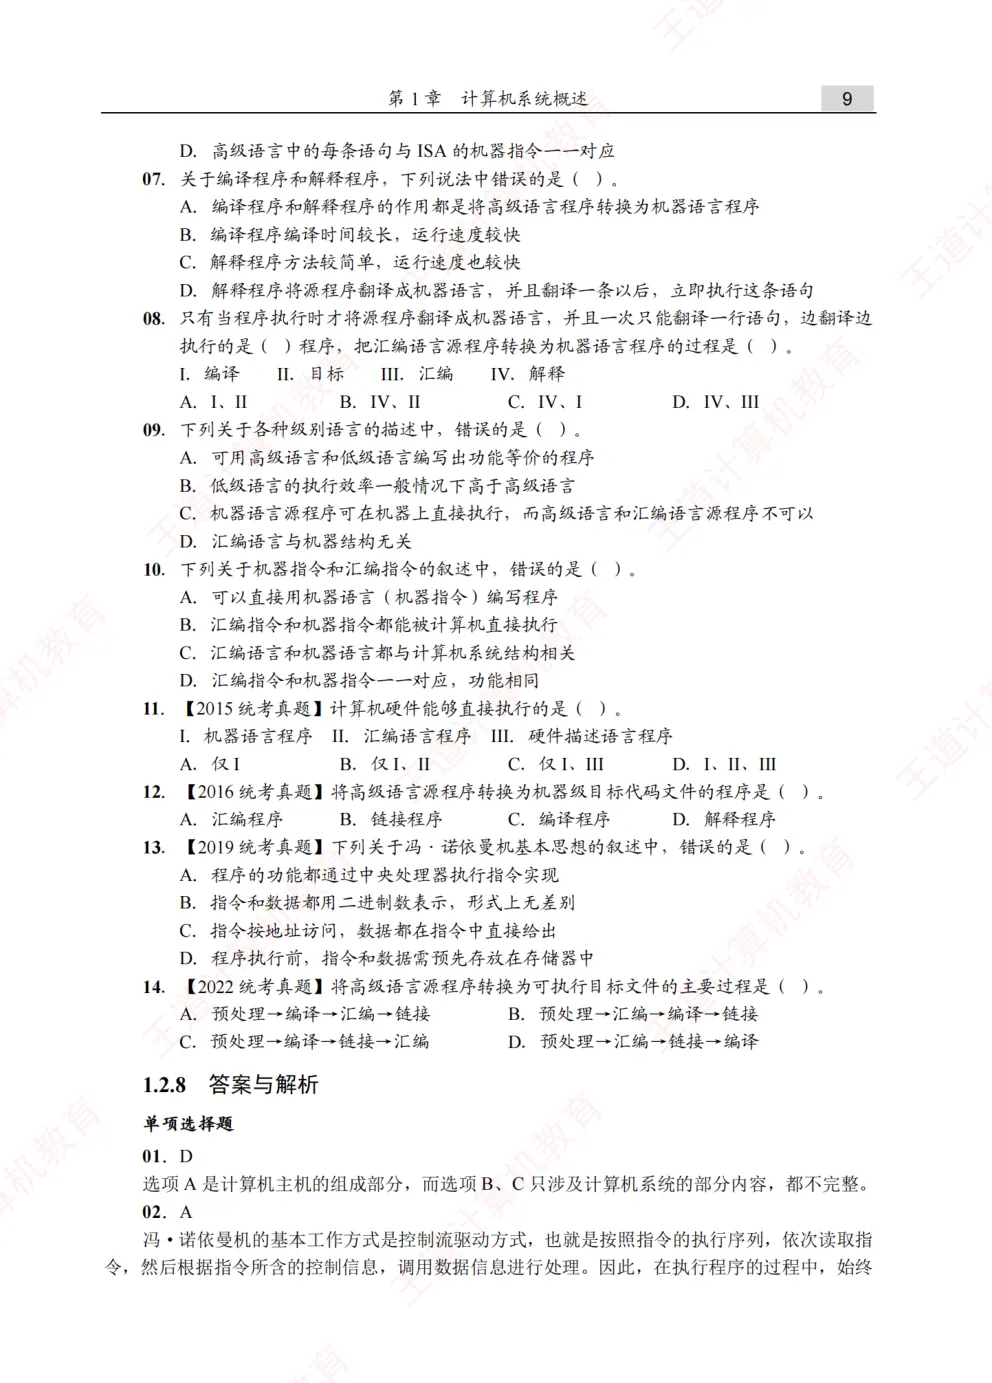 第 1 章　计算机系统概述　9
D. 高级语言中的每条语句与 ISA 的机器指令一一对应
07. 关于编译程序和解释程序，下列说法中错误的是（　）。
A. 编译程序和解释程序的作用都是将高级语言程序转换为机器语言程序
B. 编译程序编译时间较长，运行速度较快
C. 解释程序方法较简单，运行速度也较快
D. 解释程序将源程序翻译成机器语言，并且翻译一条以后，立即执行这条语句
08. 只有当程序执行时才将源程序翻译成机器语言，并且一次只能翻译一行语句，边翻译边
执行的是（　）程序，把汇编语言源程序转换为机器语言程序的过程是（　）。
I. 编译　II. 目标　III. 汇编　IV. 解释
A. I、II　B. IV、II　C. IV、I　D. IV、III
09. 下列关于各种级别语言的描述中，错误的是（　）。
A. 可用高级语言和低级语言编写出功能等价的程序
B. 低级语言的执行效率一般情况下高于高级语言
C. 机器语言源程序可在机器上直接执行，而高级语言和汇编语言源程序不可以
D. 汇编语言与机器结构无关
10. 下列关于机器指令和汇编指令的叙述中，错误的是（　）。
A. 可以直接用机器语言（机器指令）编写程序
B. 汇编指令和机器指令都能被计算机直接执行
C. 汇编语言和机器语言都与计算机系统结构相关
D. 汇编指令和机器指令一一对应，功能相同
11. 【2015 统考真题】计算机硬件能够直接执行的是（　）。
I. 机器语言程序　II. 汇编语言程序　III. 硬件描述语言程序
A. 仅 I　B. 仅 I、II　C. 仅 I、III　D. I、II、III
12. 【2016 统考真题】将高级语言源程序转换为机器级目标代码文件的程序是（　）。
A. 汇编程序　B. 链接程序　C. 编译程序　D. 解释程序
13. 【2019 统考真题】下列关于冯·诺依曼机基本思想的叙述中，错误的是（　）。
A. 程序的功能都通过中央处理器执行指令实现
B. 指令和数据都用二进制数表示，形式上无差别
C. 指令按地址访问，数据都在指令中直接给出
D. 程序执行前，指令和数据需预先存放在存储器中
14. 【2022 统考真题】将高级语言源程序转换为可执行目标文件的主要过程是（　）。
A. 预处理→编译→汇编→链接　B. 预处理→汇编→编译→链接
C. 预处理→编译→链接→汇编　D. 预处理→汇编→链接→编译
1.2.8　答案与解析
单项选择题
01. D
选项 A 是计算机主机的组成部分，而选项 B、C 只涉及计算机系统的部分内容，都不完整。
02. A
冯·诺依曼机的基本工作方式是控制流驱动方式，也就是按照指令的执行序列，依次读取指
令，然后根据指令所含的控制信息，调用数据信息进行处理。因此，在执行程序的过程中，始终
王道计算机教育